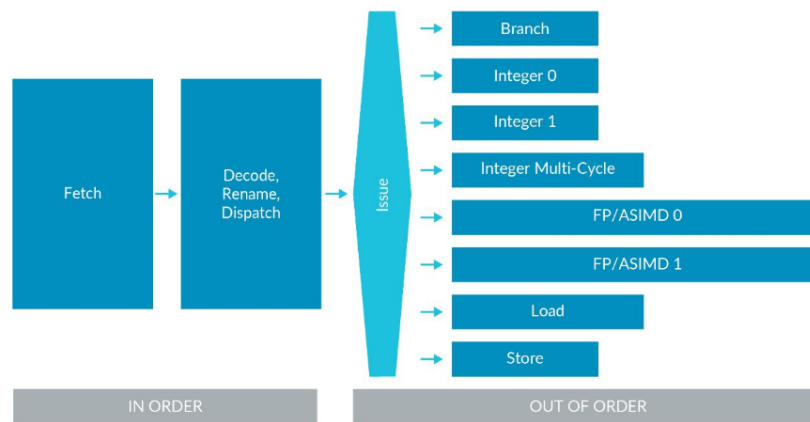 Fetch
Decode,
Rename,
Dispatch
Issue
Branch
Integer 0
Integer 1
Integer Multi-Cycle
FP/ASIMD 0
FP/ASIMD 1
Load
Store
IN ORDER
OUT OF ORDER